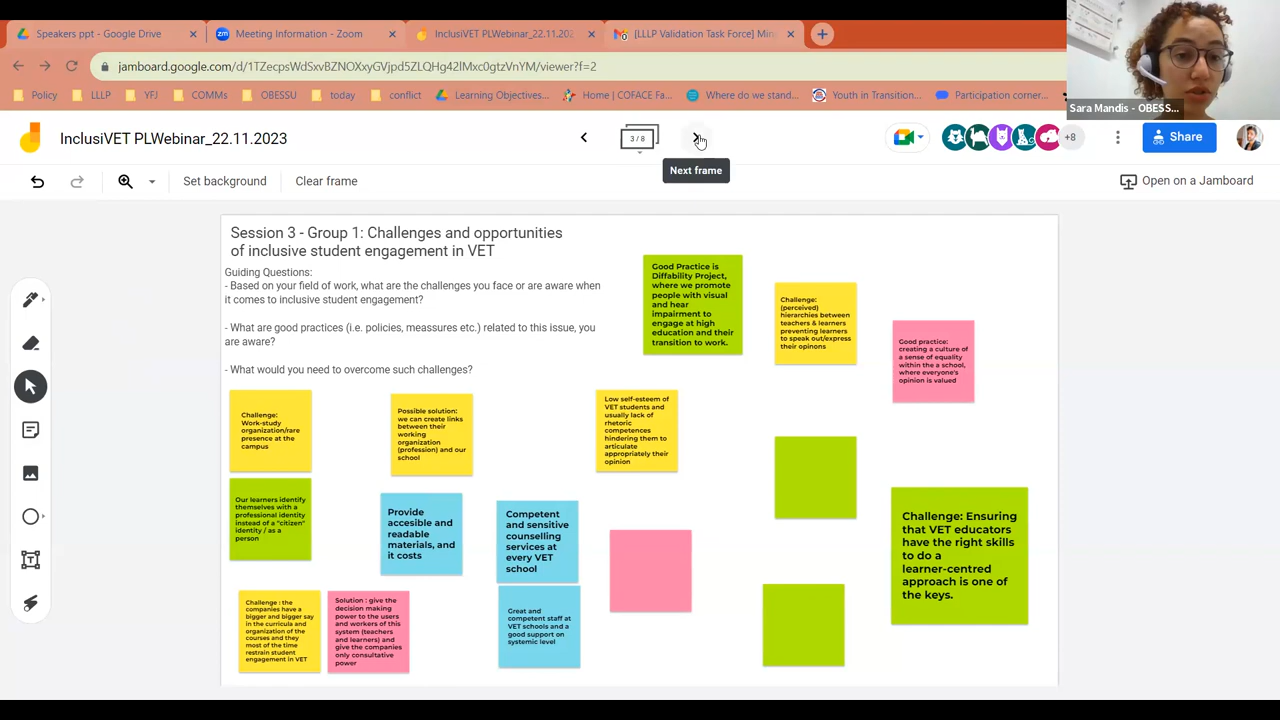 Speakers ppt - Google Drive
Meeting Information - Zoom
InclusiVET PLWebinar_22.11.202
[LLLP Validation Task Force] Min
jamboard.google.com/d/1TZecpsWdSxvBZNOXxyGVjpd5ZLQHg42lMxc0gtzVnYM/viewer?f=2
Policy
LLLP
YFJ
COMMs
OBESSU
today
conflict
Learning Objectives...
Home | COFACE Fa...
Where do we stand...
Youth in Transition...
Participation corner...
Sara Mandis - OBESS...
InclusiVET PLWebinar_22.11.2023
3 / 8
+8
Share
Next frame
Set background
Clear frame
Open on a Jamboard
Session 3 - Group 1: Challenges and opportunities
of inclusive student engagement in VET
Guiding Questions:
- Based on your field of work, what are the challenges you face or are aware when
it comes to inclusive student engagement?
- What are good practices (i.e. policies, meassures etc.) related to this issue, you
are aware?
- What would you need to overcome such challenges?
Good Practice is
Diffability Project,
where we promote
people with visual
and hear
impairment to
engage at high
education and their
transition to work.
Challenge:
(perceived)
hierarchies between
teachers & learners
preventing learners
to speak out/express
their opinons
Good practice:
creating a culture of
a sense of equality
within the a school,
where everyone's
opinion is valued
Challenge:
Work-study
organization/rare
presence at the
campus
Possible solution:
we can create links
between their
working
organization
(profession) and our
school
Low self-esteem of
VET students and
usually lack of
rhetoric
competences
hindering them to
articulate
appropriately their
opinion
Our learners identify
themselves with a
professional identity
instead of a "citizen"
identity / as a
person
Provide
accesible and
readable
materials, and
it costs
Competent
and sensitive
counselling
services at
every VET
school
Challenge: Ensuring
that VET educators
have the right skills
to do a
learner-centred
approach is one of
the keys.
Challenge : the
companies have a
bigger and bigger say
in the curricula and
organization of the
courses and they
most of the time
restrain student
engagement in VET
Solution : give the
decision making
power to the users
and workers of this
system (teachers
and learners) and
give the companies
only consultative
power
Great and
competent staff at
VET schools and a
good support on
systemic level